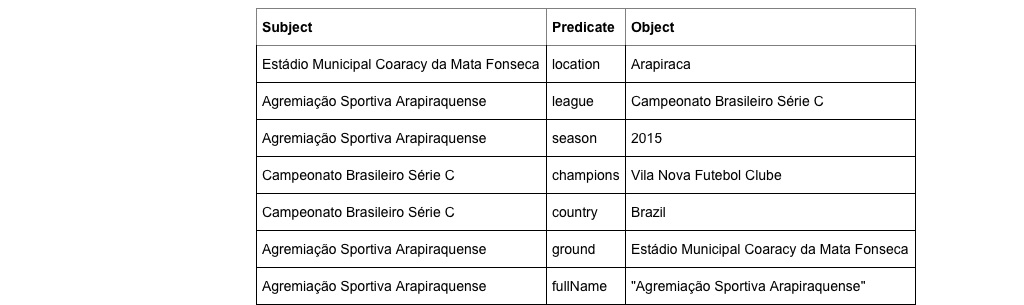 Subject Predicate Object
Estádio Municipal Coaracy da Mata Fonseca location Arapiraca
Agremiação Sportiva Arapiraquense league Campeonato Brasileiro Série C
Agremiação Sportiva Arapiraquense season 2015
Campeonato Brasileiro Série C champions Vila Nova Futebol Clube
Campeonato Brasileiro Série C country Brazil
Agremiação Sportiva Arapiraquense ground Estádio Municipal Coaracy da Mata Fonseca
Agremiação Sportiva Arapiraquense fullName "Agremiação Sportiva Arapiraquense"